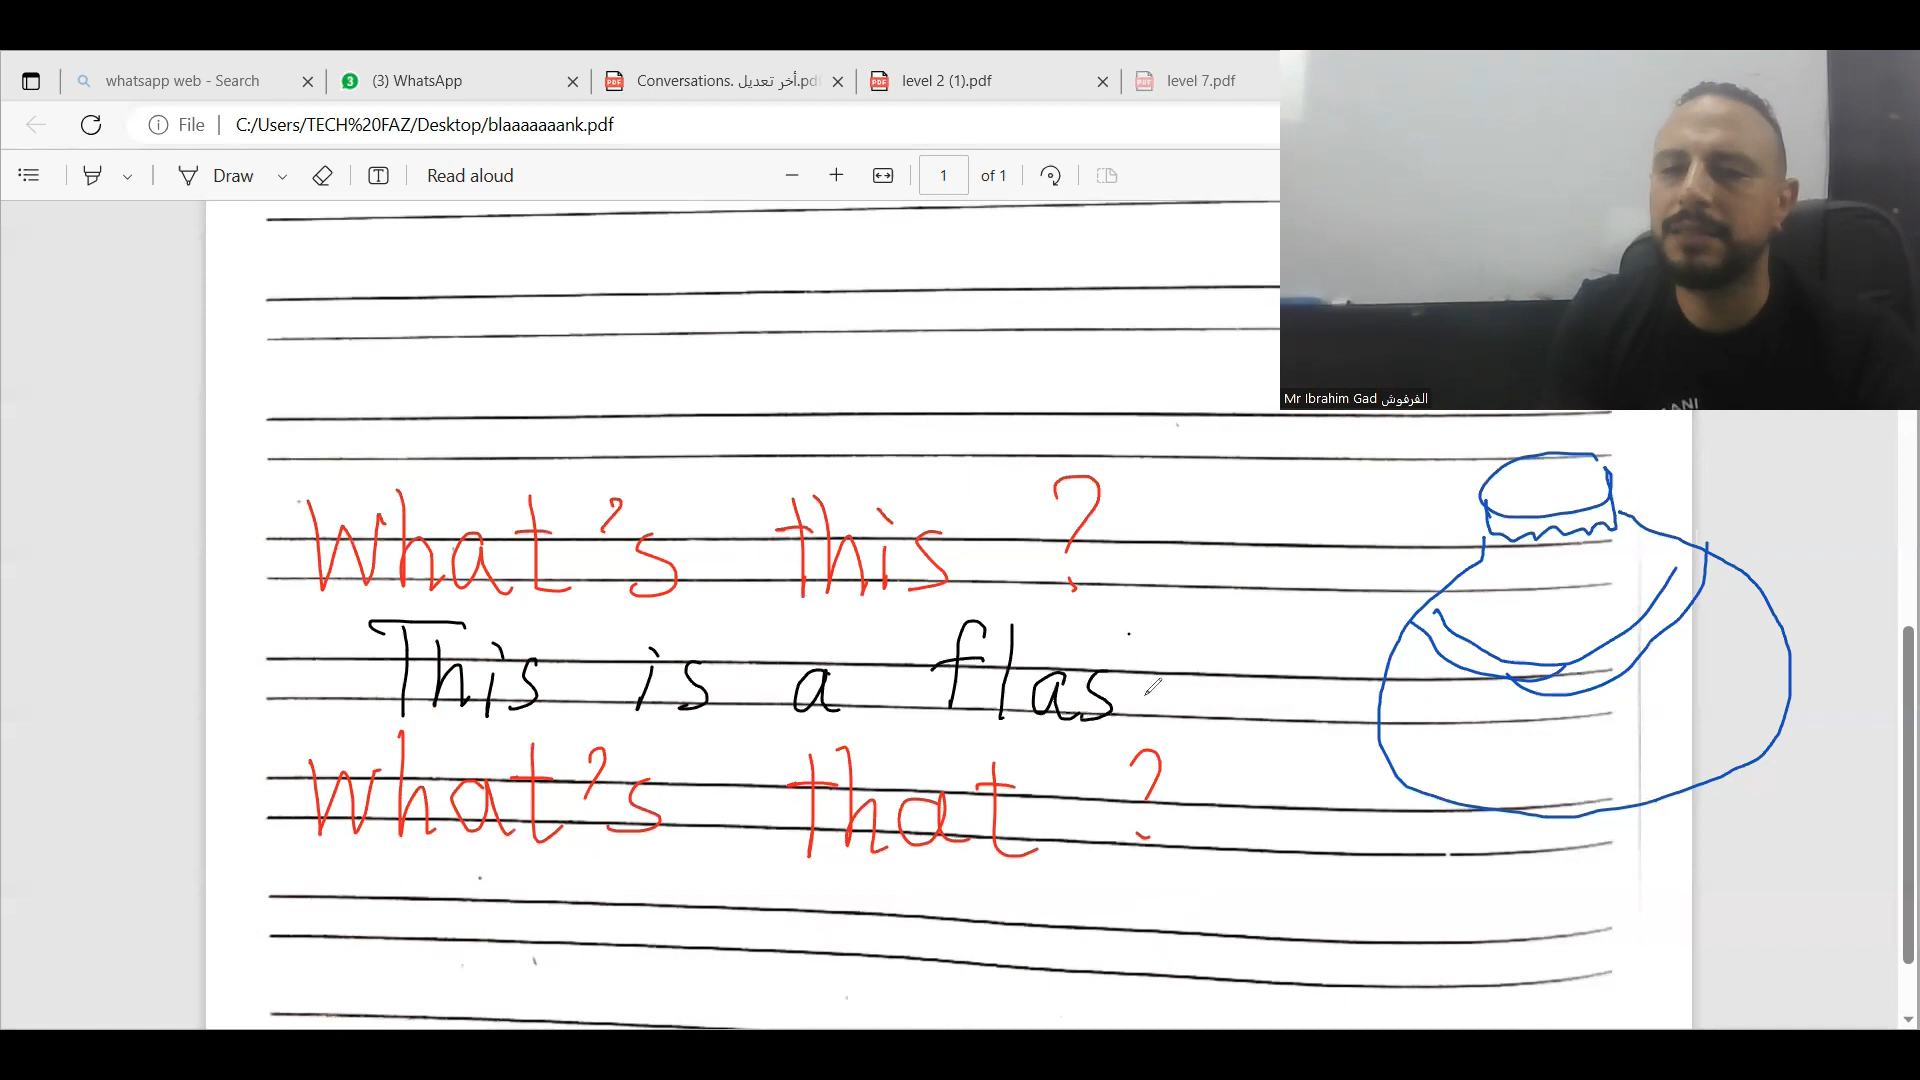 whatsapp web - Search
(3) WhatsApp
Conversations. أخر تعديل.pd
level 2 (1).pdf
level 7.pdf
File
C:/Users/TECH%20FAZ/Desktop/blaaaaaaank.pdf
Draw
Read aloud
1 of 1
Mr Ibrahim Gad الفرفوش
What's this ?
This is a flas
What's that ?